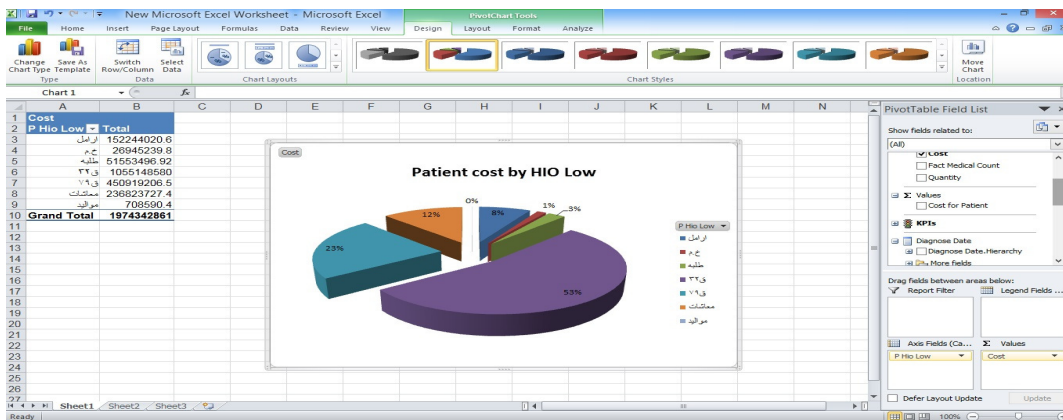 New Microsoft Excel Worksheet - Microsoft Excel
PivotChart Tools
File Home Insert Page Layout Formulas Data Review View Design Layout Format Analyze
Change Chart Type
Save As Template
Switch Row/Column
Select Data
Move Chart
Type Data Chart Layouts Chart Styles Location
Chart 1 fx
A B C D E F G H I J K L M N
1 Cost
2 P Hio Low Total
3 ارامل 152244020.6
4 خ.م 26945239.8
5 طلبه 51553496.92
6 ق٣٢ 1055148580
7 ق٧٩ 450919206.5
8 معاشات 236823727.4
9 مواليد 708590.4
10 Grand Total 1974342861
11
12
13
14
15
16
17
18
19
20
21
22
23
24
25
26
27
Cost
Patient cost by HIO Low
0%
8%
1%
3%
12%
23%
53%
P Hio Low
ارامل
خ.م
طلبه
ق٣٢
ق٧٩
معاشات
مواليد
PivotTable Field List
Show fields related to:
(All)
Cost
Fact Medical Count
Quantity
Σ Values
Cost for Patient
KPIs
Diagnose Date
Diagnose Date.Hierarchy
More fields
Drag fields between areas below:
Report Filter Legend Fields ...
Axis Fields (Ca... Σ Values
P Hio Low Cost
Defer Layout Update Update
Sheet1 Sheet2 Sheet3
Ready 100%